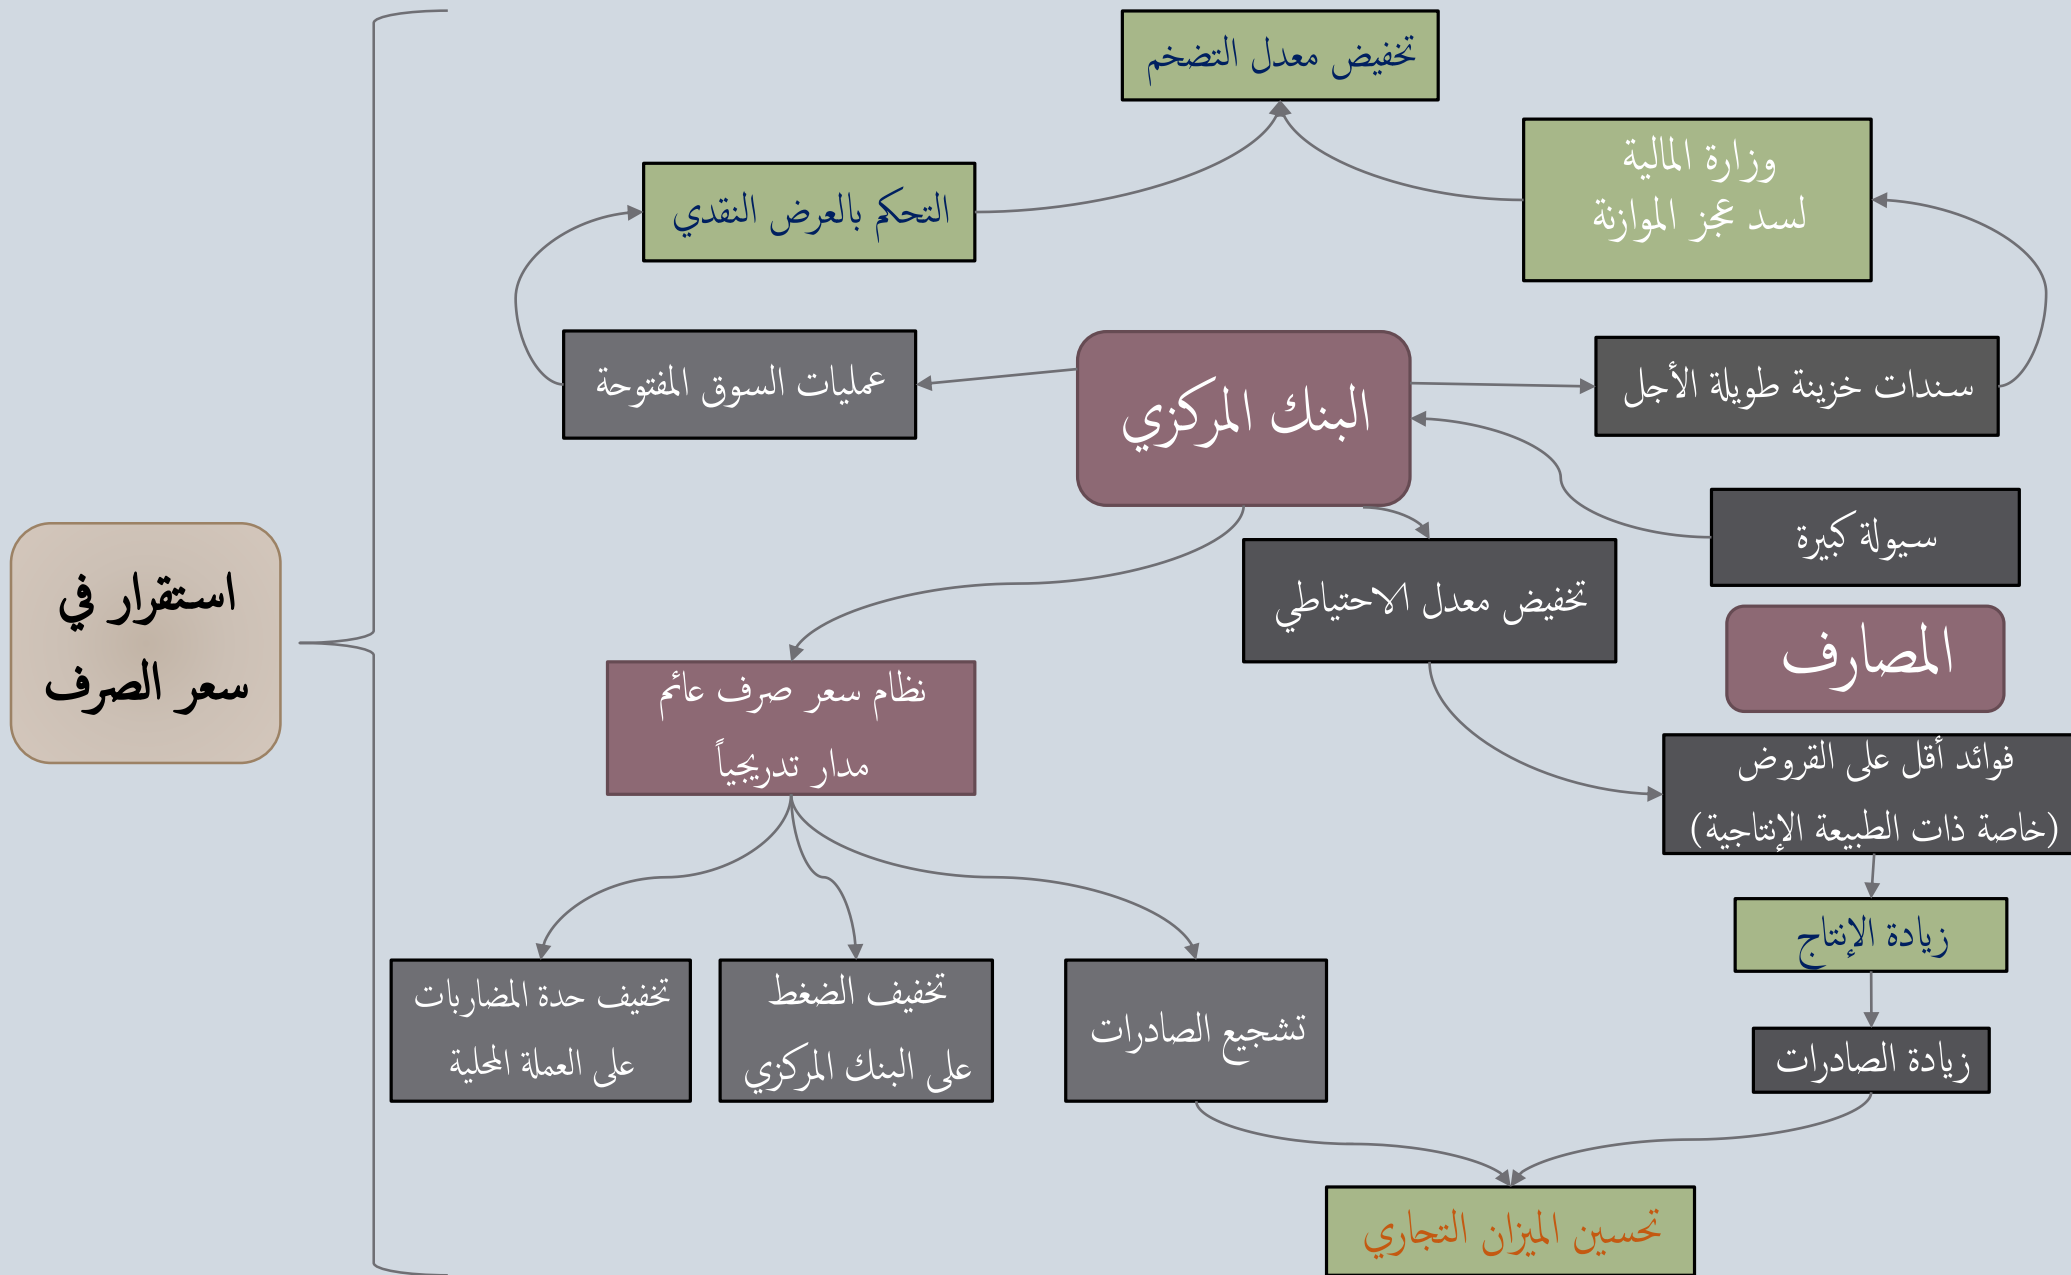 تخفيض معدل التضخم
وزارة المالية
لسد عجز الموازنة
التحكم بالعرض النقدي
سندات خزينة طويلة الأجل
البنك المركزي
عمليات السوق المفتوحة
سيولة كبيرة
تخفيض معدل الاحتياطي
المصارف
استقرار في
سعر الصرف
نظام سعر صرف عائم
مدار تدريجياً
فوائد أقل على القروض
(خاصة ذات الطبيعة الإنتاجية)
زيادة الإنتاج
زيادة الصادرات
تشجيع الصادرات
تخفيف الضغط
على البنك المركزي
تخفيف حدة المضاربات
على العملة المحلية
تحسين الميزان التجاري